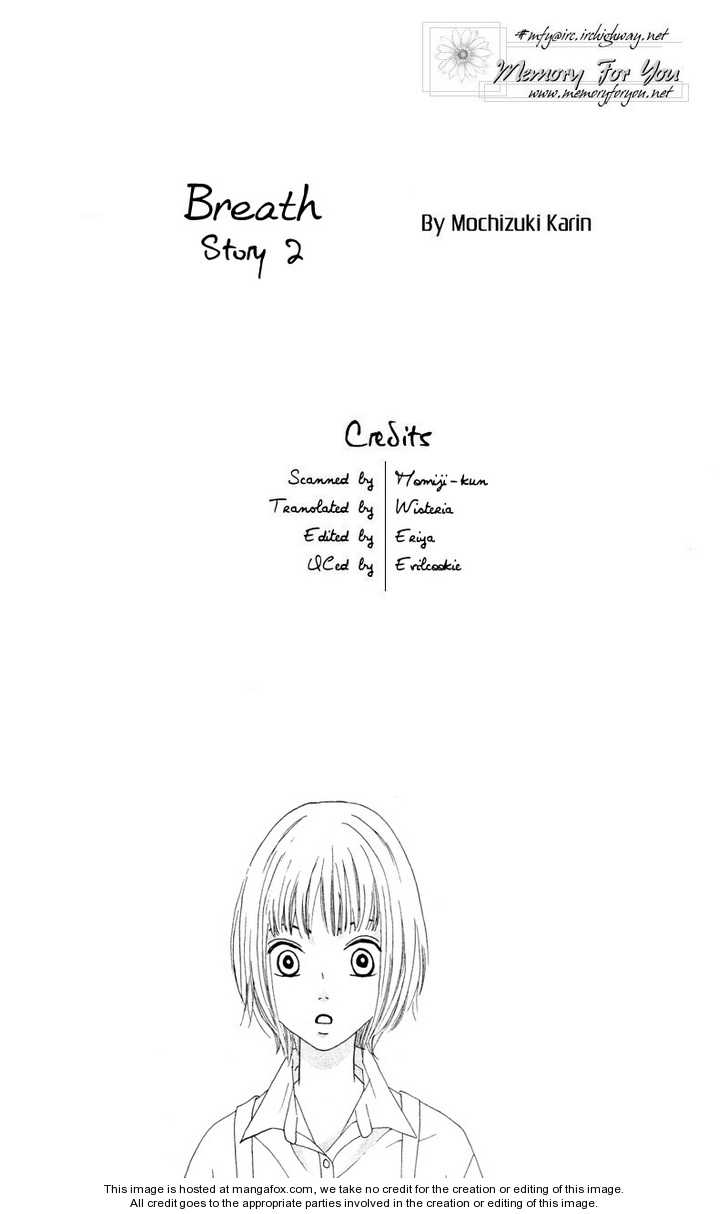 #mfy@irc.irchighway.net
Memory For You
www.memoryforyou.net
Breath
Story 2
By Mochizuki Karin
Credits
Scanned by Momiji-kun
Translated by Wisteria
Edited by Eriya
QCed by Evilcookie
This image is hosted at mangafox.com, we take no credit for the creation or editing of this image.
All credit goes to the appropriate parties involved in the creation or editing of this image.